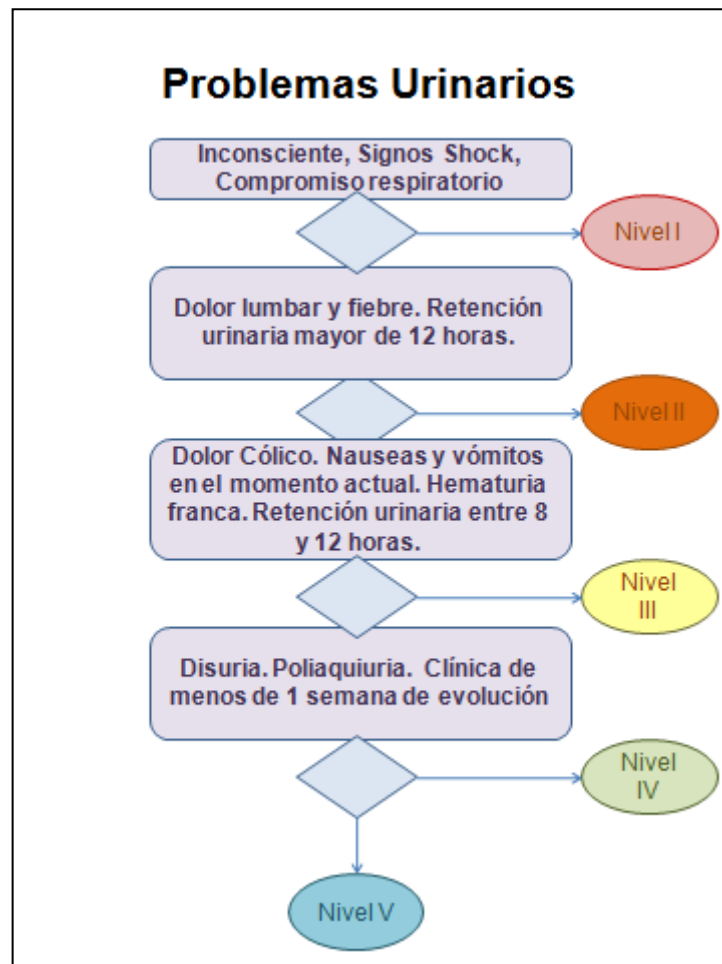 Problemas Urinarios
Inconsciente, Signos Shock,
Compromiso respiratorio
Nivel I
Dolor lumbar y fiebre. Retención
urinaria mayor de 12 horas.
Nivel II
Dolor Cólico. Nauseas y vómitos
en el momento actual. Hematuria
franca. Retención urinaria entre 8
y 12 horas.
Nivel
III
Disuria. Poliaquiuria. Clínica de
menos de 1 semana de evolución
Nivel
IV
Nivel V